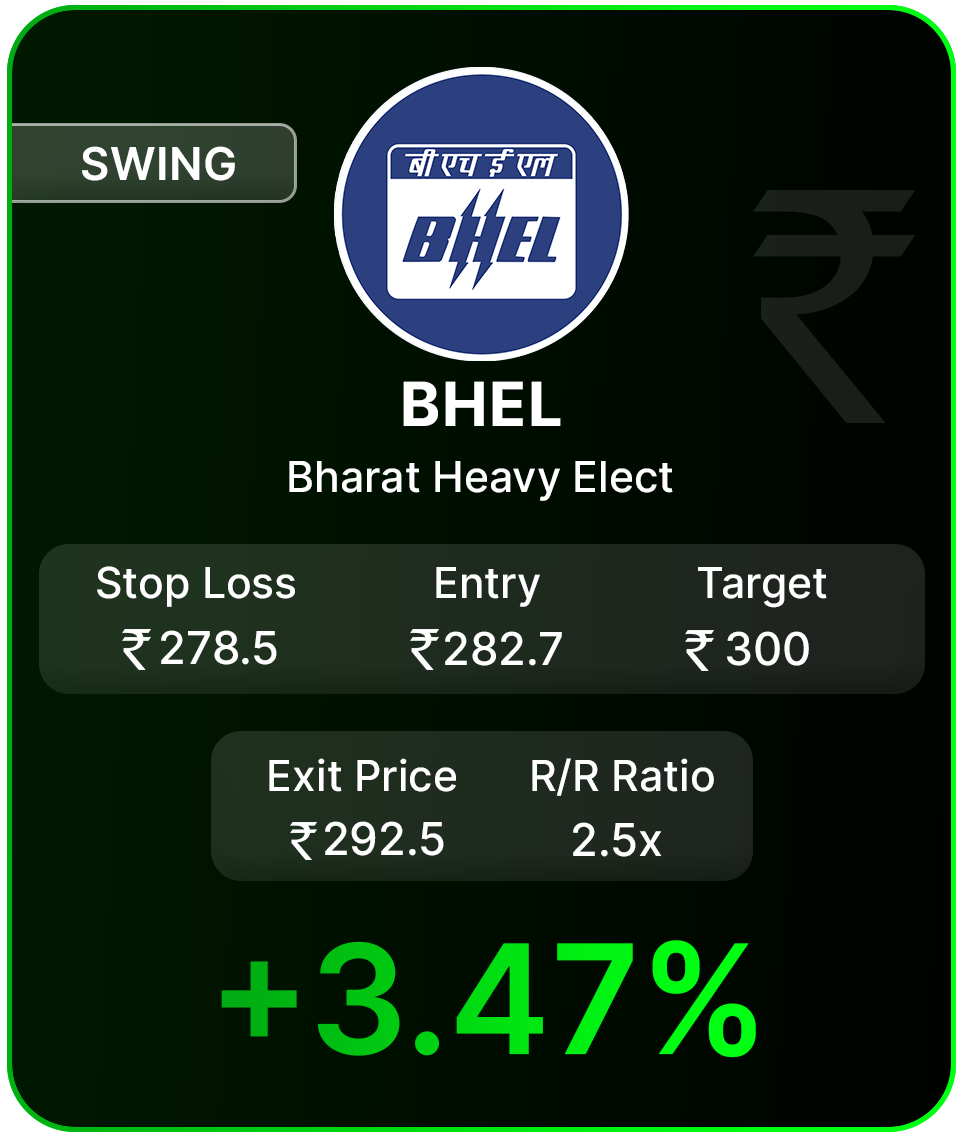 SWING
बी एच ई एल
BHEL
BHEL
Bharat Heavy Elect
Stop Loss Entry Target
₹278.5 ₹282.7 ₹300
Exit Price R/R Ratio
₹292.5 2.5x
+3.47%